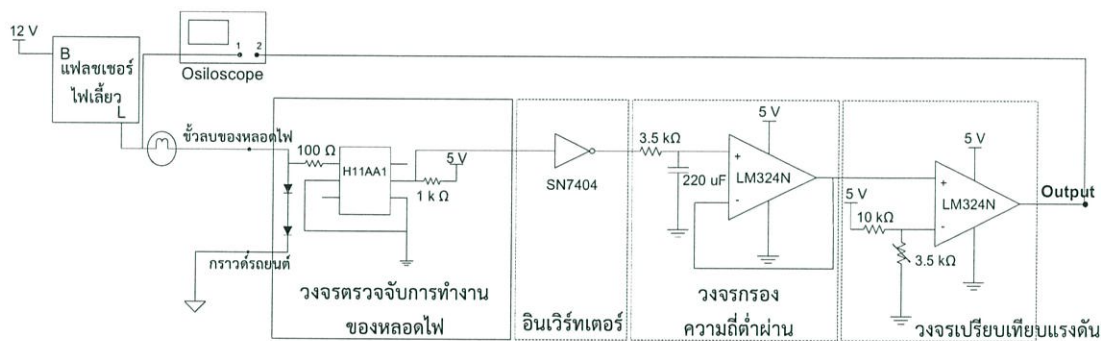 12 V
B
แฟลชเชอร์
ไฟเลี้ยว
L
1 2
Osiloscope
ขั้วลบของหลอดไฟ
100 Ω
H11AA1
5 V
1 k Ω
กราวด์รถยนต์
วงจรตรวจจับการทำงาน
ของหลอดไฟ
SN7404
อินเวิร์ทเตอร์
3.5 kΩ
220 uF
5 V
+
LM324N
-
วงจรกรอง
ความถี่ต่ำผ่าน
5 V
+
LM324N
-
5 V
10 kΩ
3.5 kΩ
Output
วงจรเปรียบเทียบแรงดัน